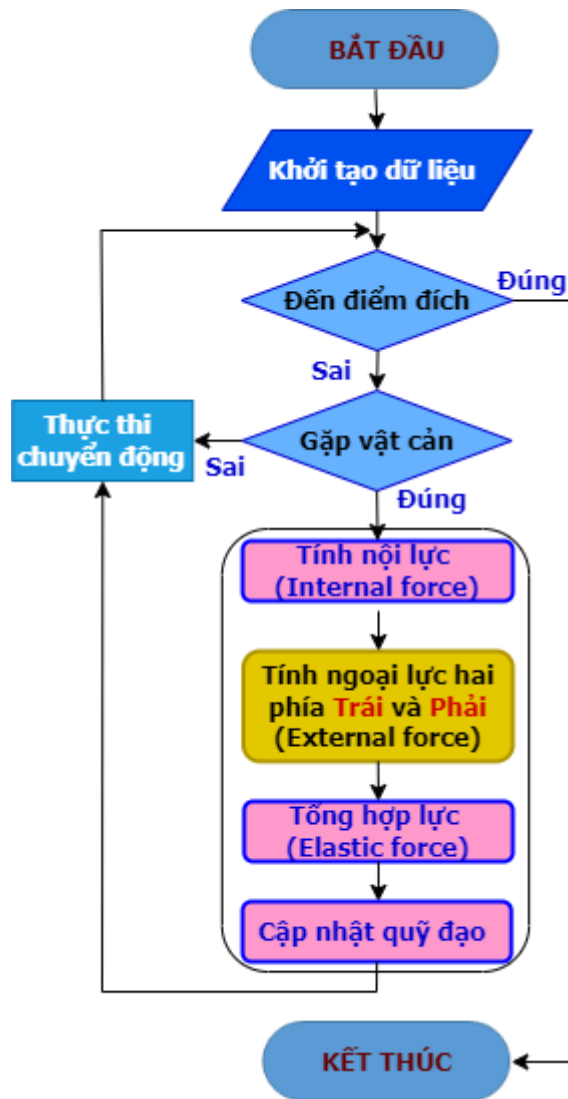 BẮT ĐẦU
Khởi tạo dữ liệu
Đến điểm đích
Đúng
Sai
Thực thi
chuyển động
Gặp vật cản
Sai
Đúng
Tính nội lực
(Internal force)
Tính ngoại lực hai
phía Trái và Phải
(External force)
Tổng hợp lực
(Elastic force)
Cập nhật quỹ đạo
KẾT THÚC